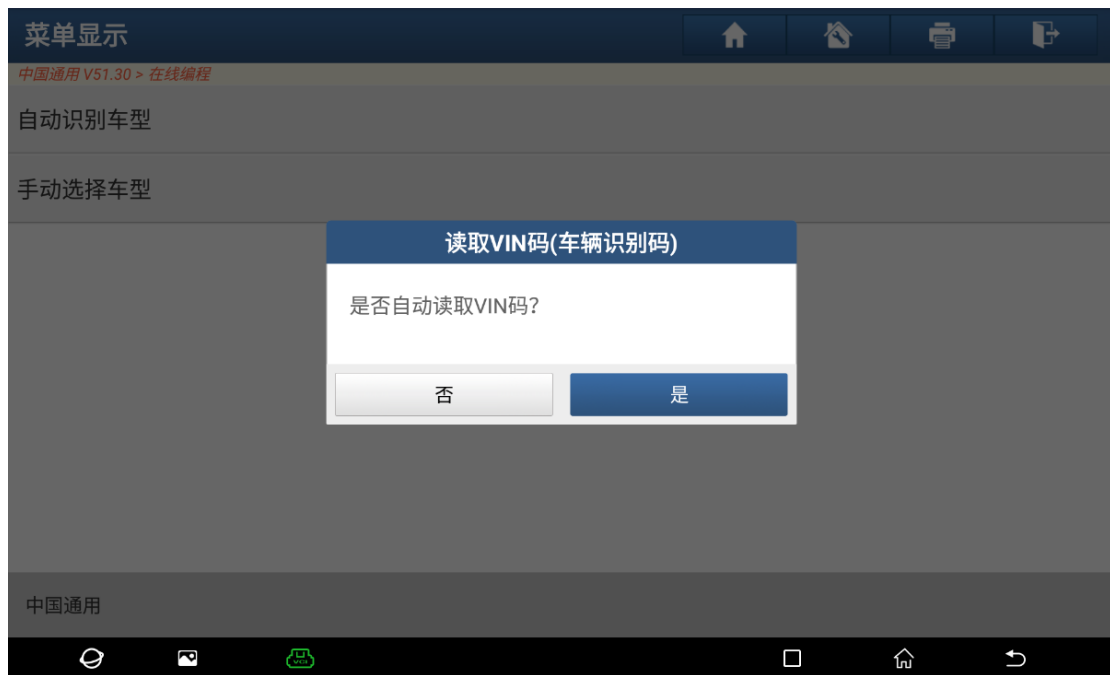 菜单显示
中国通用 V51.30 > 在线编程
自动识别车型
手动选择车型
读取VIN码(车辆识别码)
是否自动读取VIN码?
否
是
中国通用
VCI